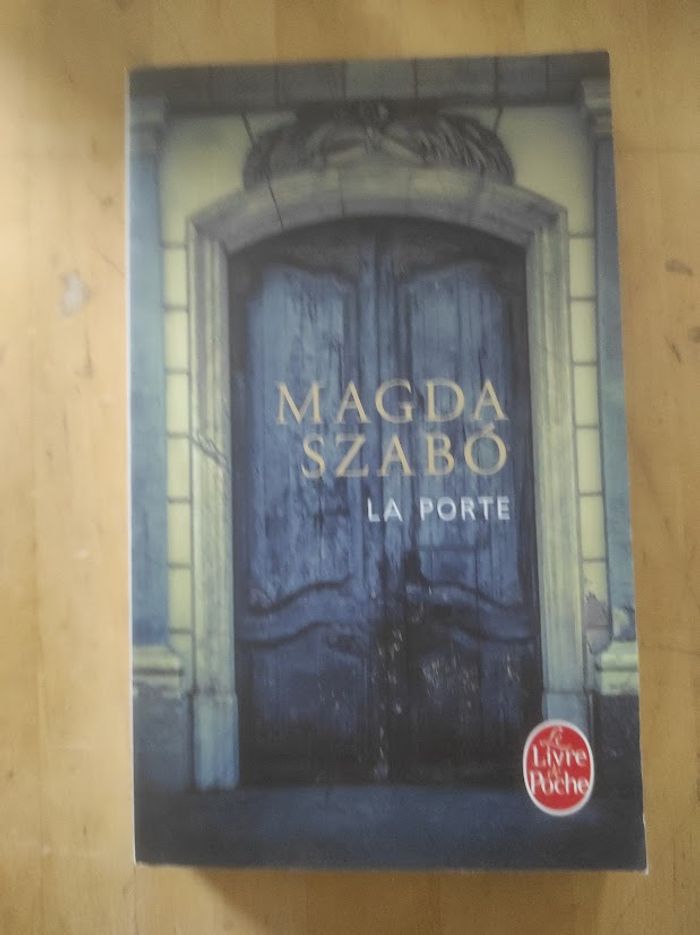 MAGDA
SZABÓ
LA PORTE
Le
Livre
de
Poche